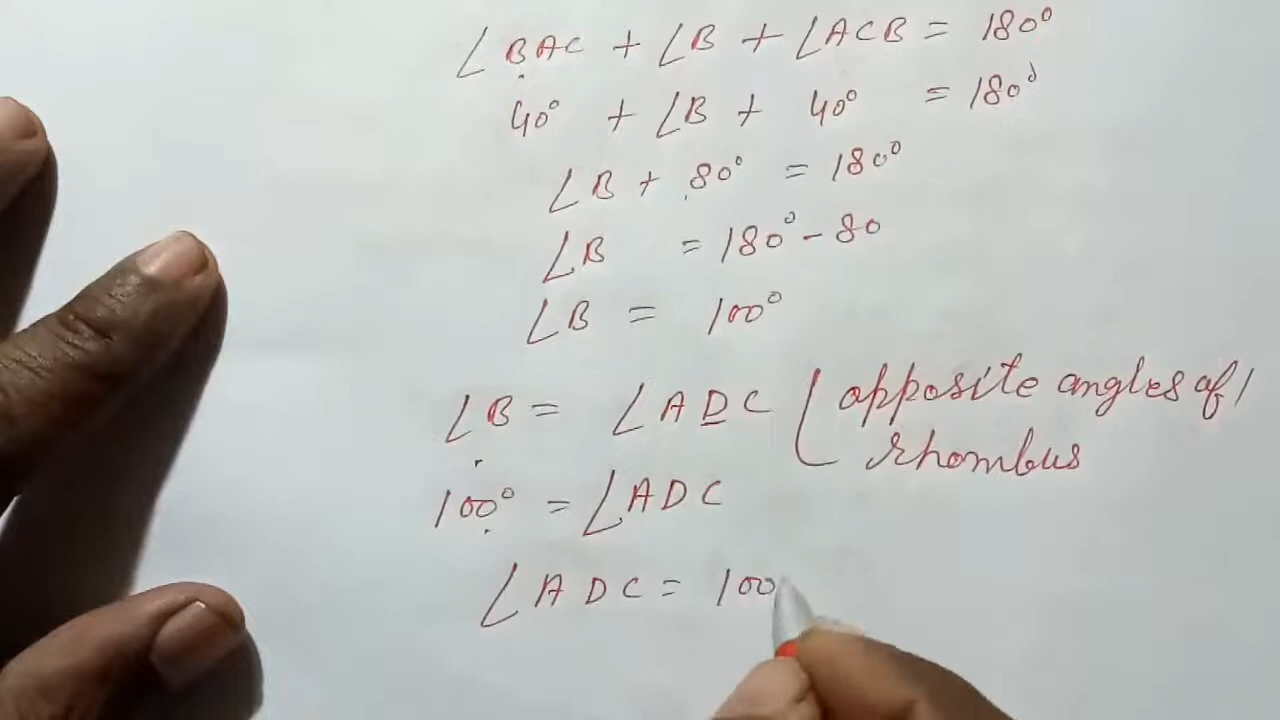 ∠BAC + ∠B + ∠ACB = 180°
40° + ∠B + 40° = 180°
∠B + 80° = 180°
∠B = 180° - 80
∠B = 100°
∠B = ∠ADC (opposite angles of
rhombus
100° = ∠ADC
∠ADC = 100